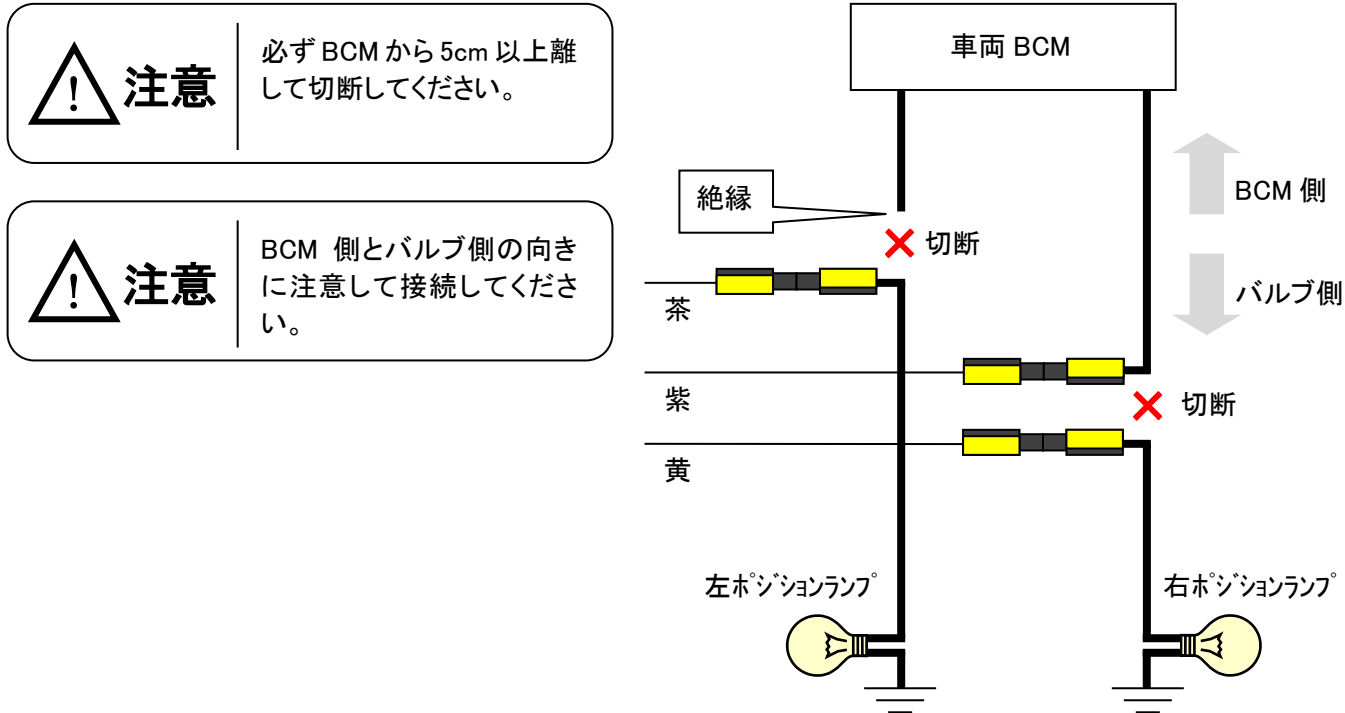 注意
必ず BCM から 5cm 以上離
して切断してください。
注意
BCM 側とバルブ側の向き
に注意して接続してくださ
い。
車両 BCM
絶縁
切断
BCM 側
バルブ側
茶
紫
切断
黄
左ﾎﾟｼﾞｼｮﾝﾗﾝﾌﾟ
右ﾎﾟｼﾞｼｮﾝﾗﾝﾌﾟ